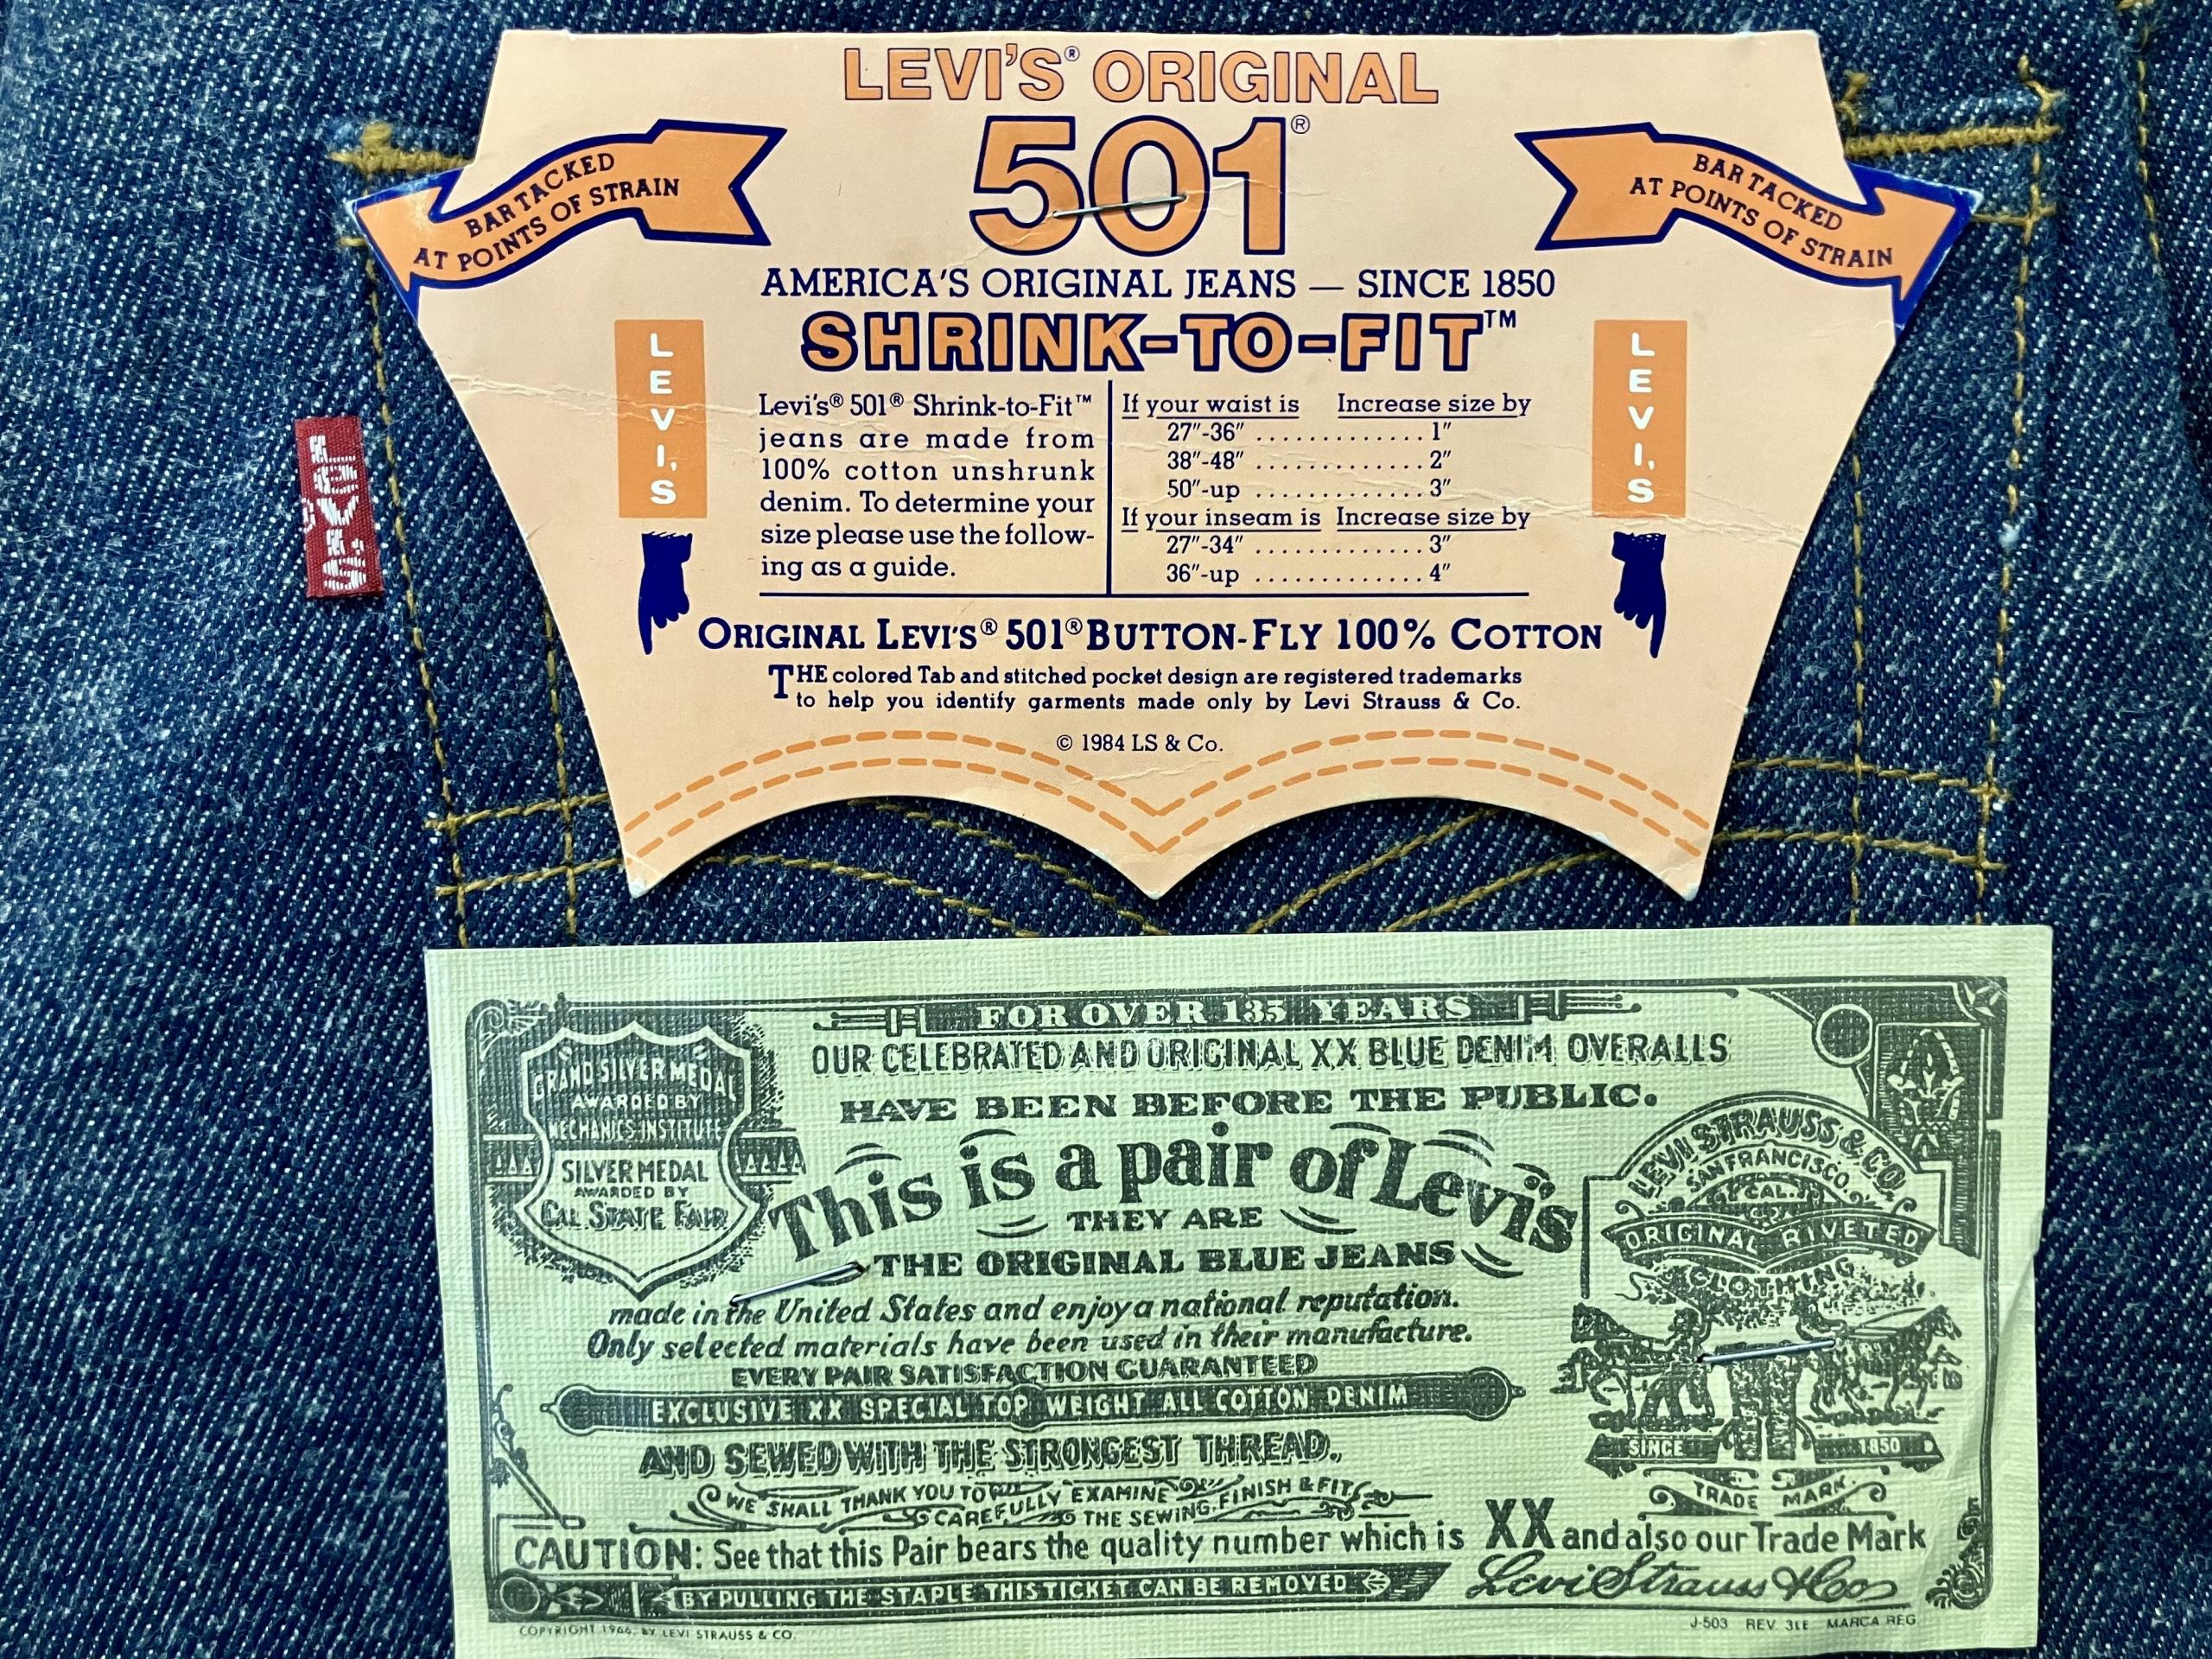 LEVI'S® ORIGINAL
501®
BAR TACKED
AT POINTS OF STRAIN
BAR TACKED
AT POINTS OF STRAIN
AMERICA'S ORIGINAL JEANS — SINCE 1850
SHRINK-TO-FIT™
LEVI'S
LEVI'S
LEVI'S
Levi's® 501® Shrink-to-Fit™
jeans are made from
100% cotton unshrunk
denim. To determine your
size please use the follow-
ing as a guide.
If your waist is Increase size by
27"-36" ............. 1"
38"-48" ............. 2"
50"-up ............. 3"
If your inseam is Increase size by
27"-34" ............. 3"
36"-up ............. 4"
ORIGINAL LEVI'S® 501® BUTTON-FLY 100% COTTON
THE colored Tab and stitched pocket design are registered trademarks
to help you identify garments made only by Levi Strauss & Co.
© 1984 LS & Co.
FOR OVER 135 YEARS
OUR CELEBRATED AND ORIGINAL XX BLUE DENIM OVERALLS
HAVE BEEN BEFORE THE PUBLIC.
GRAND SILVER MEDAL
AWARDED BY
MECHANICS INSTITUTE
SILVER MEDAL
AWARDED BY
CAL. STATE FAIR
This is a pair of Levi's
THEY ARE
THE ORIGINAL BLUE JEANS
made in the United States and enjoy a national reputation.
Only selected materials have been used in their manufacture.
EVERY PAIR SATISFACTION GUARANTEED
EXCLUSIVE XX SPECIAL TOP WEIGHT ALL COTTON DENIM
AND SEWED WITH THE STRONGEST THREAD.
WE SHALL THANK YOU TO CAREFULLY EXAMINE THE SEWING, FINISH & FIT
LEVI STRAUSS & CO.
SAN FRANCISCO,
CAL.
ORIGINAL RIVETED
CLOTHING
SINCE 1850
TRADE MARK.
CAUTION: See that this Pair bears the quality number which is XX and also our Trade Mark
BY PULLING THE STAPLE THIS TICKET CAN BE REMOVED
Levi Strauss & Co
COPYRIGHT 1966, BY LEVI STRAUSS & CO.
J-503 REV. 3LE MARCA REG.